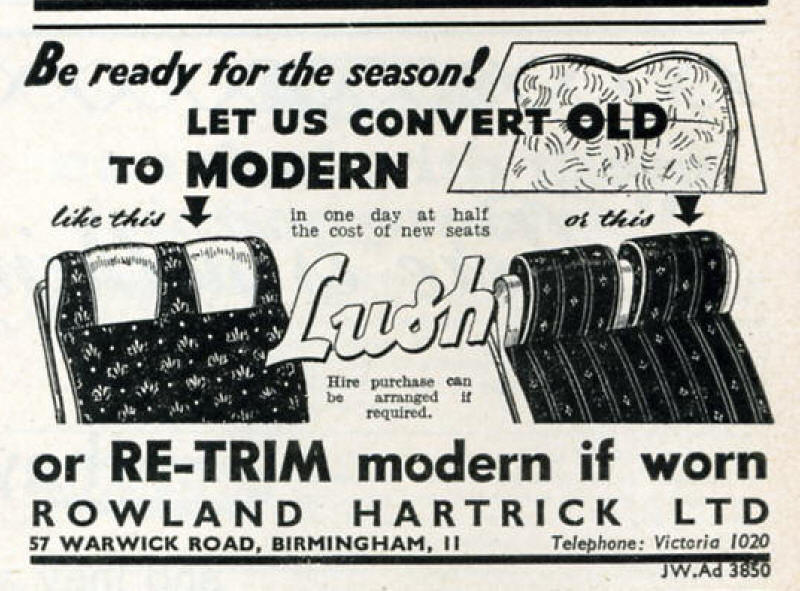 Be ready for the season!
LET US CONVERT OLD
TO MODERN
like this
in one day at half
the cost of new seats
or this
Lush
Hire purchase can
be arranged if
required.
or RE-TRIM modern if worn
ROWLAND HARTRICK LTD
57 WARWICK ROAD, BIRMINGHAM, 11
Telephone: Victoria 1020
JW.Ad 3850